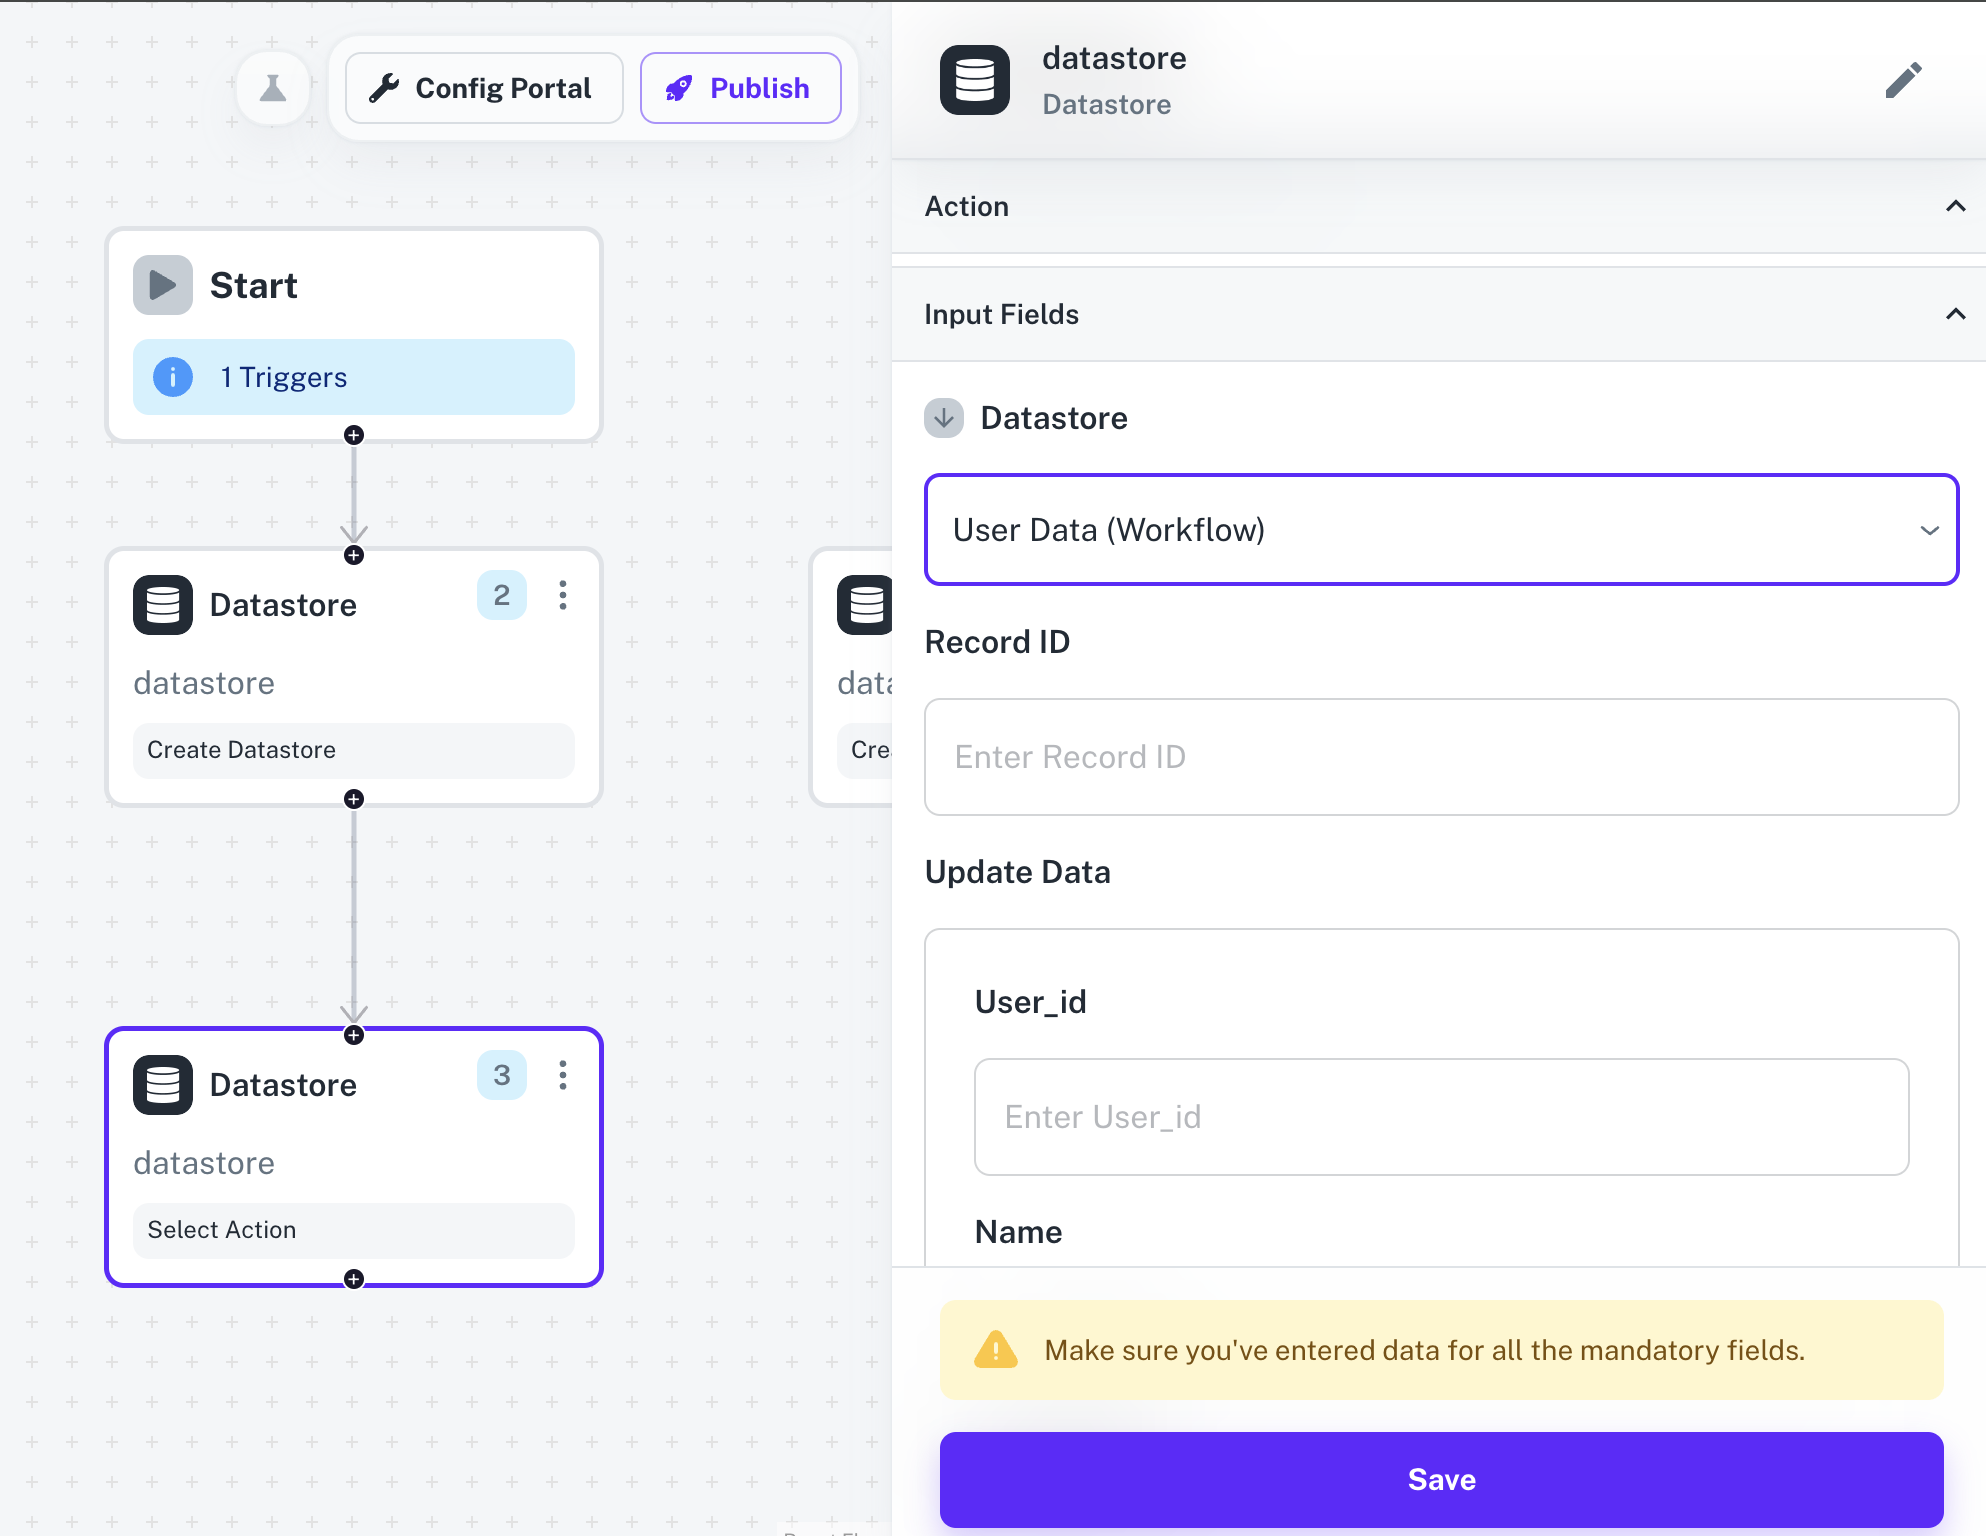 Config Portal
Publish
Start
1 Triggers
Datastore
2
datastore
Create Datastore
Datastore
3
datastore
Select Action
datastore
Datastore
Action
Input Fields
Datastore
User Data (Workflow)
Record ID
Enter Record ID
Update Data
User_id
Enter User_id
Name
Make sure you've entered data for all the mandatory fields.
Save